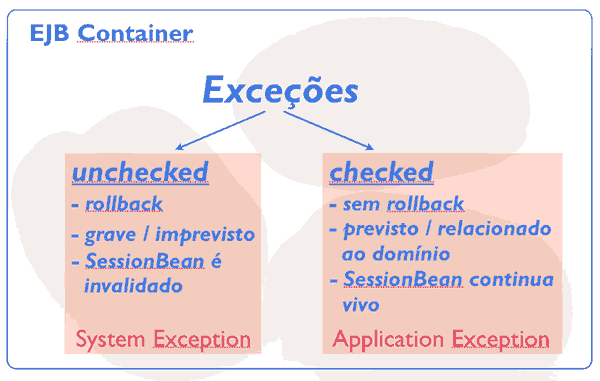 EJB Container
Exceções
unchecked
- rollback
- grave / imprevisto
- SessionBean é
invalidado
System Exception
checked
- sem rollback
- previsto / relacionado
ao domínio
- SessionBean continua
vivo
Application Exception